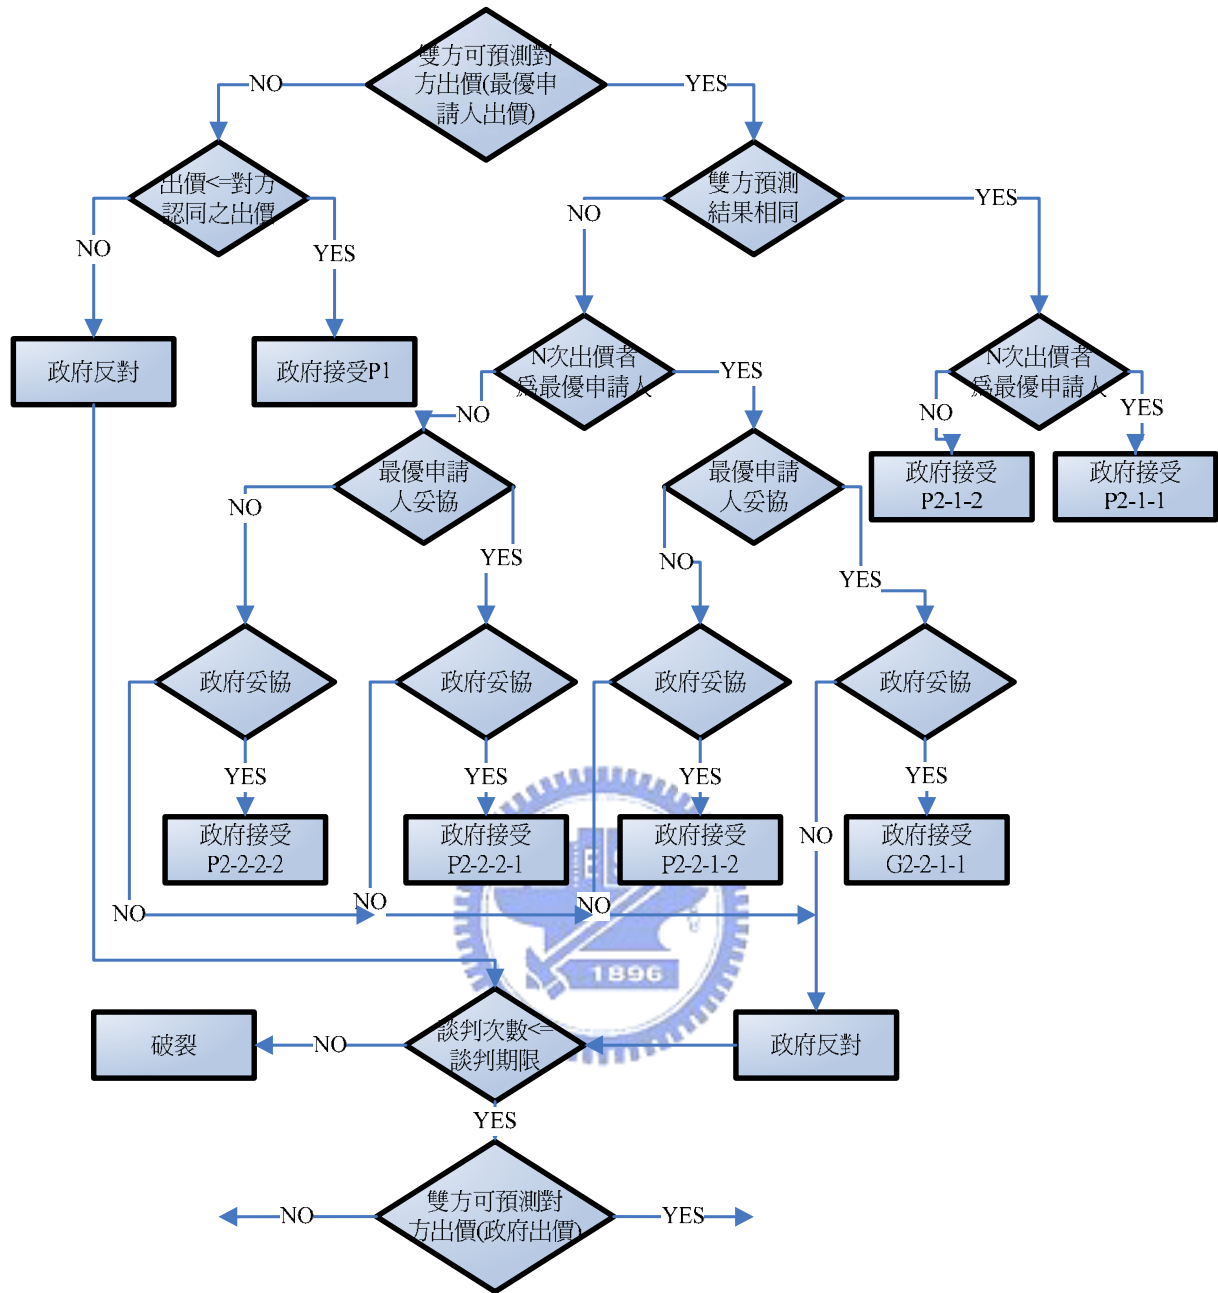 雙方可預測對
方出價(最優申
請人出價)
NO
YES
出價<=對方
認同之出價
雙方預測
結果相同
NO
YES
NO
YES
政府反對
政府接受P1
N次出價者
為最優申請人
N次出價者
為最優申請人
NO
YES
NO
YES
最優申請
人妥協
最優申請
人妥協
政府接受
P2-1-2
政府接受
P2-1-1
NO
YES
NO
YES
政府妥協
政府妥協
政府妥協
政府妥協
YES
YES
YES
YES
政府接受
P2-2-2-2
政府接受
P2-2-2-1
政府接受
P2-2-1-2
NO
政府接受
G2-2-1-1
NO
NO
NO
1896
破裂
NO
談判次數<=
談判期限
政府反對
YES
雙方可預測對
方出價(政府出價)
NO
YES